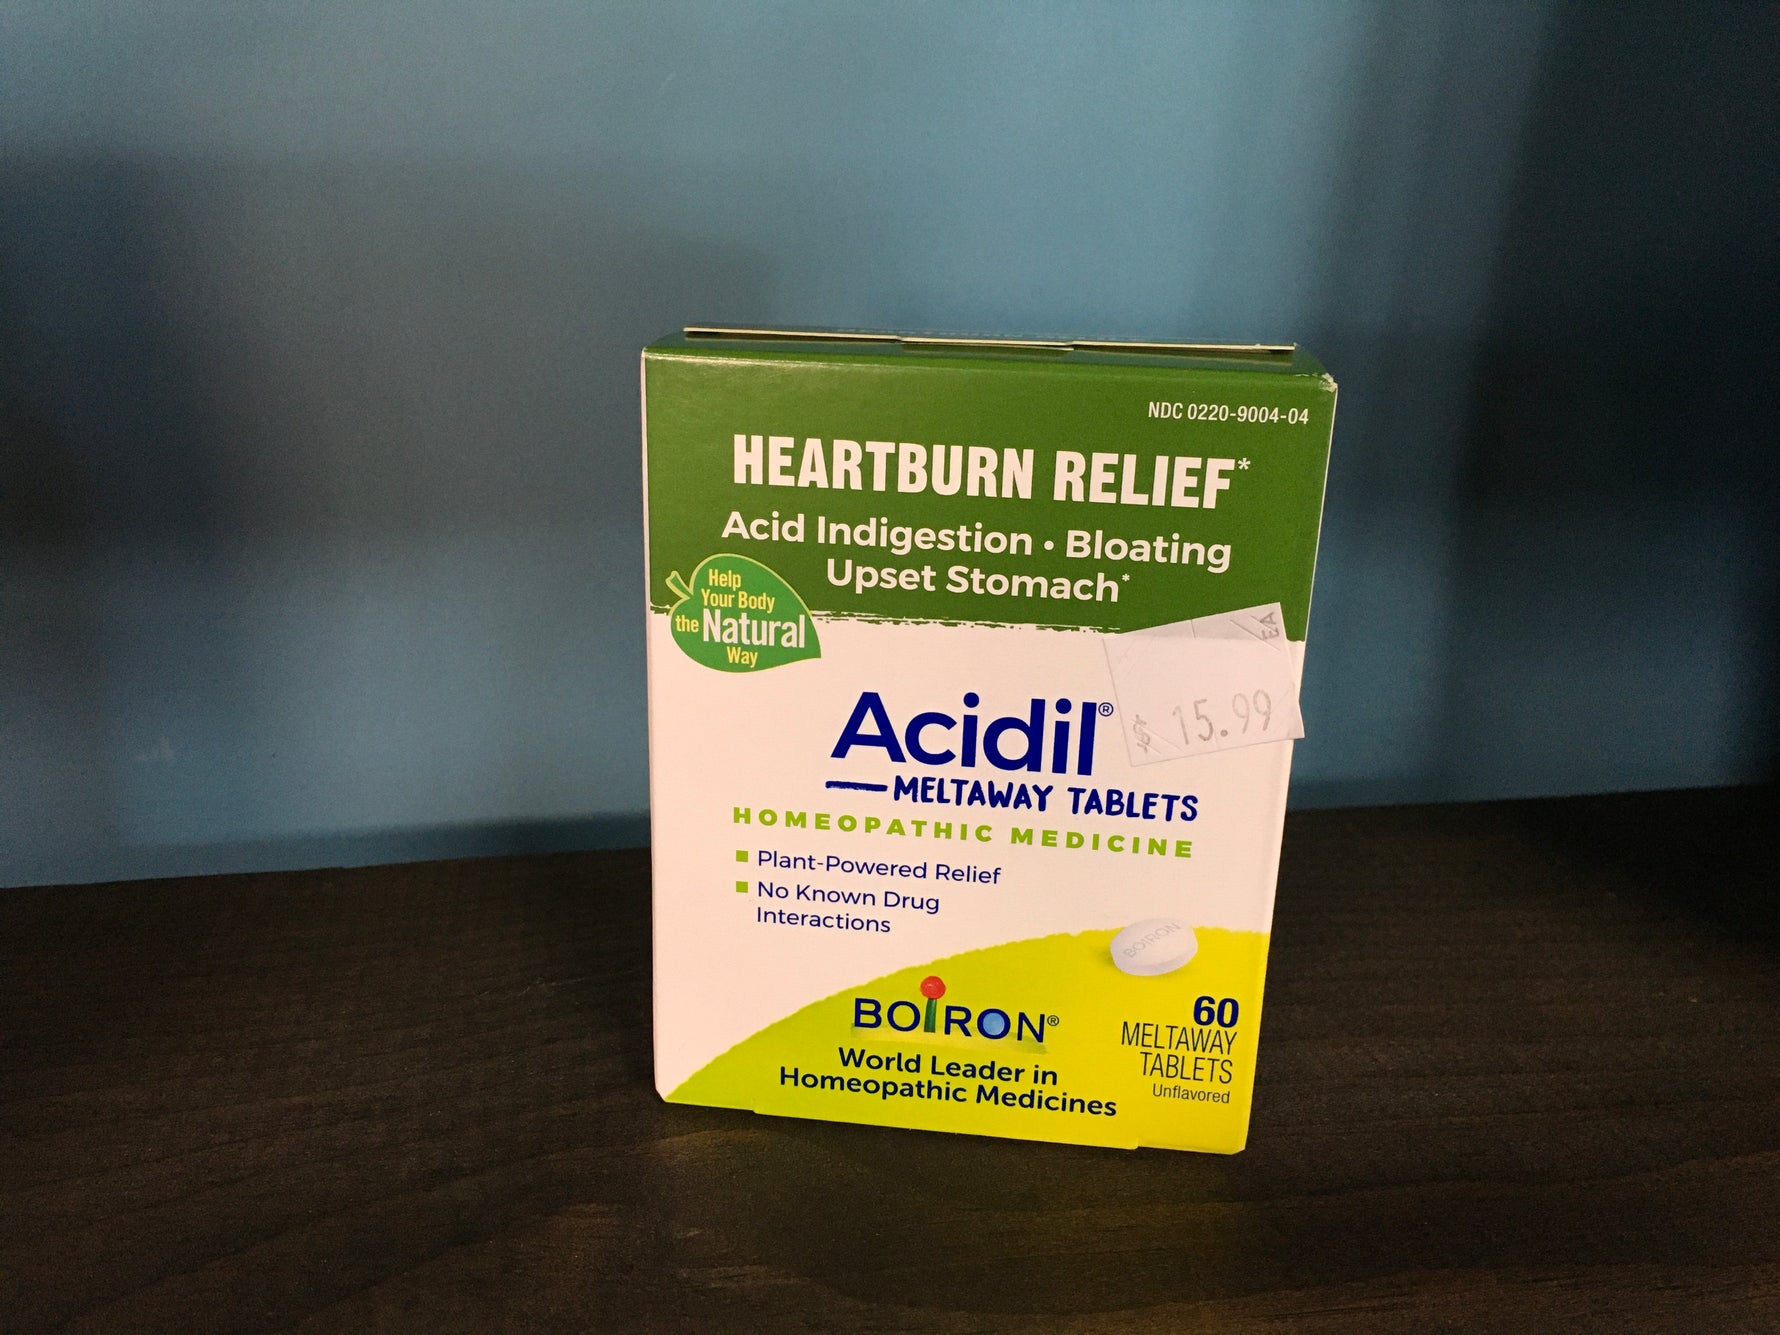 NDC 0220-9004-04
HEARTBURN RELIEF*
Acid Indigestion • Bloating
Upset Stomach*
Help
Your Body
the Natural
Way
EA
$ 15.99
Acidil®
MELTAWAY TABLETS
HOMEOPATHIC MEDICINE
Plant-Powered Relief
No Known Drug
Interactions
BOIRON
BOIRON®
World Leader in
Homeopathic Medicines
60
MELTAWAY
TABLETS
Unflavored